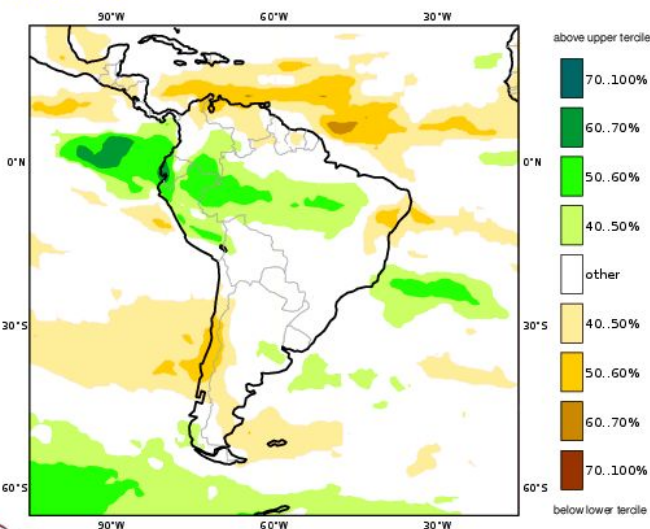 90°W 60°W 30°W
above upper tercile
70..100%
60..70%
0°N 0°N
50..60%
40..50%
other
30°S 30°S
40..50%
50..60%
60..70%
70..100%
60°S 60°S
below lower tercile
90°W 60°W 30°W